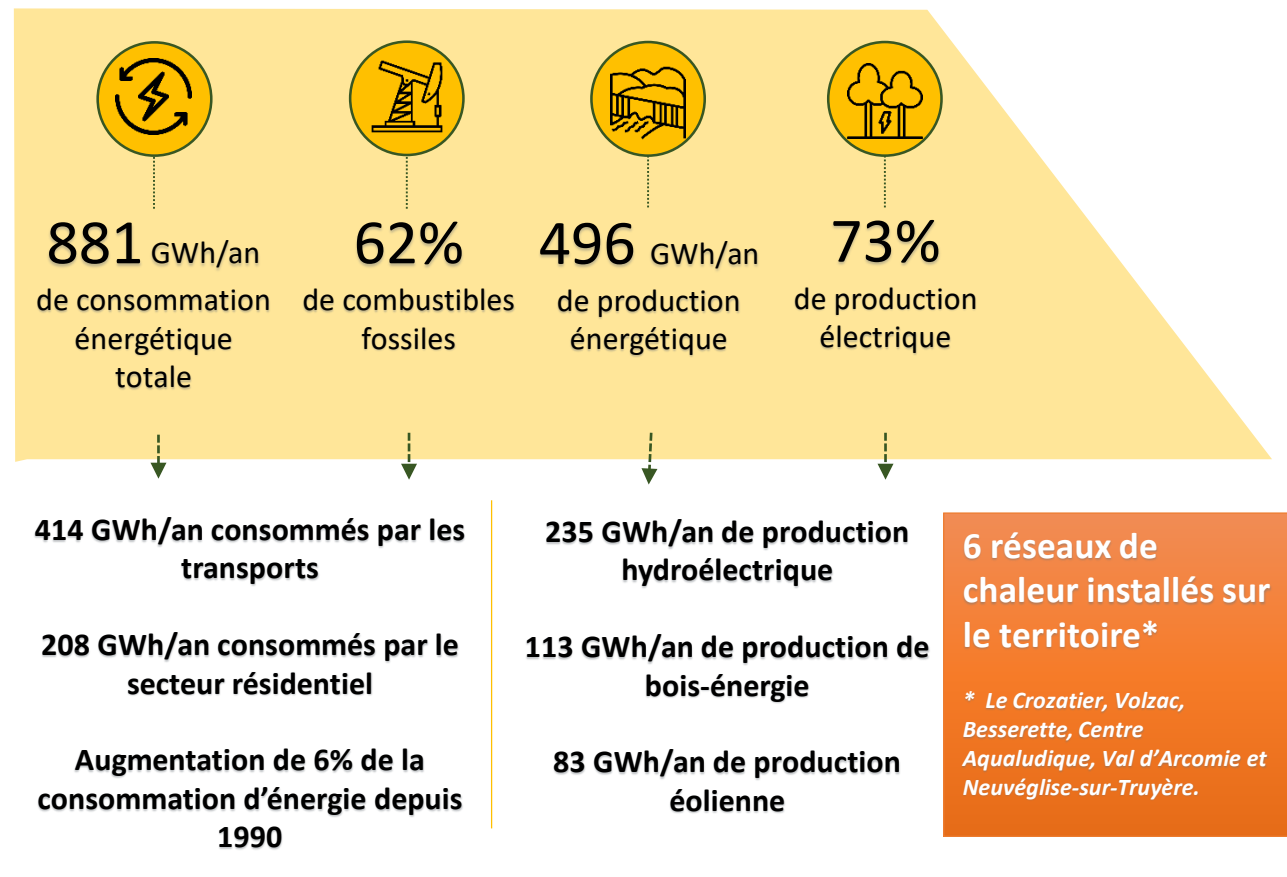 881 GWh/an
de consommation
énergétique
totale
62%
de combustibles
fossiles
496 GWh/an
de production
énergétique
73%
de production
électrique
414 GWh/an consommés par les
transports
208 GWh/an consommés par le
secteur résidentiel
Augmentation de 6% de la
consommation d’énergie depuis
1990
235 GWh/an de production
hydroélectrique
113 GWh/an de production de
bois-énergie
83 GWh/an de production
éolienne
6 réseaux de
chaleur installés sur
le territoire*
* Le Crozatier, Volzac,
Besserette, Centre
Aqualudique, Val d’Arcomie et
Neuvéglise-sur-Truyère.